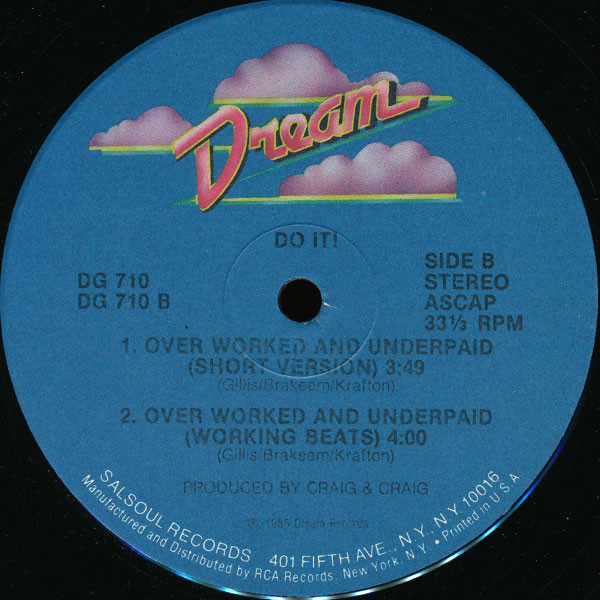 Dream
DO IT!
DG 710
DG 710 B
SIDE B
STEREO
ASCAP
33⅓ RPM
1. OVER WORKED AND UNDERPAID
(SHORT VERSION) 3:49
(Gillis/Brakeem/Krafton)
2. OVER WORKED AND UNDERPAID
(WORKING BEATS) 4:00
(Gillis/Brakeem/Krafton)
PRODUCED BY CRAIG & CRAIG
℗ 1985 Dream Records
SALSOUL RECORDS 401 FIFTH AVE., N.Y., N.Y. 10016
Manufactured and Distributed by RCA Records, New York, N.Y. • Printed in U.S.A